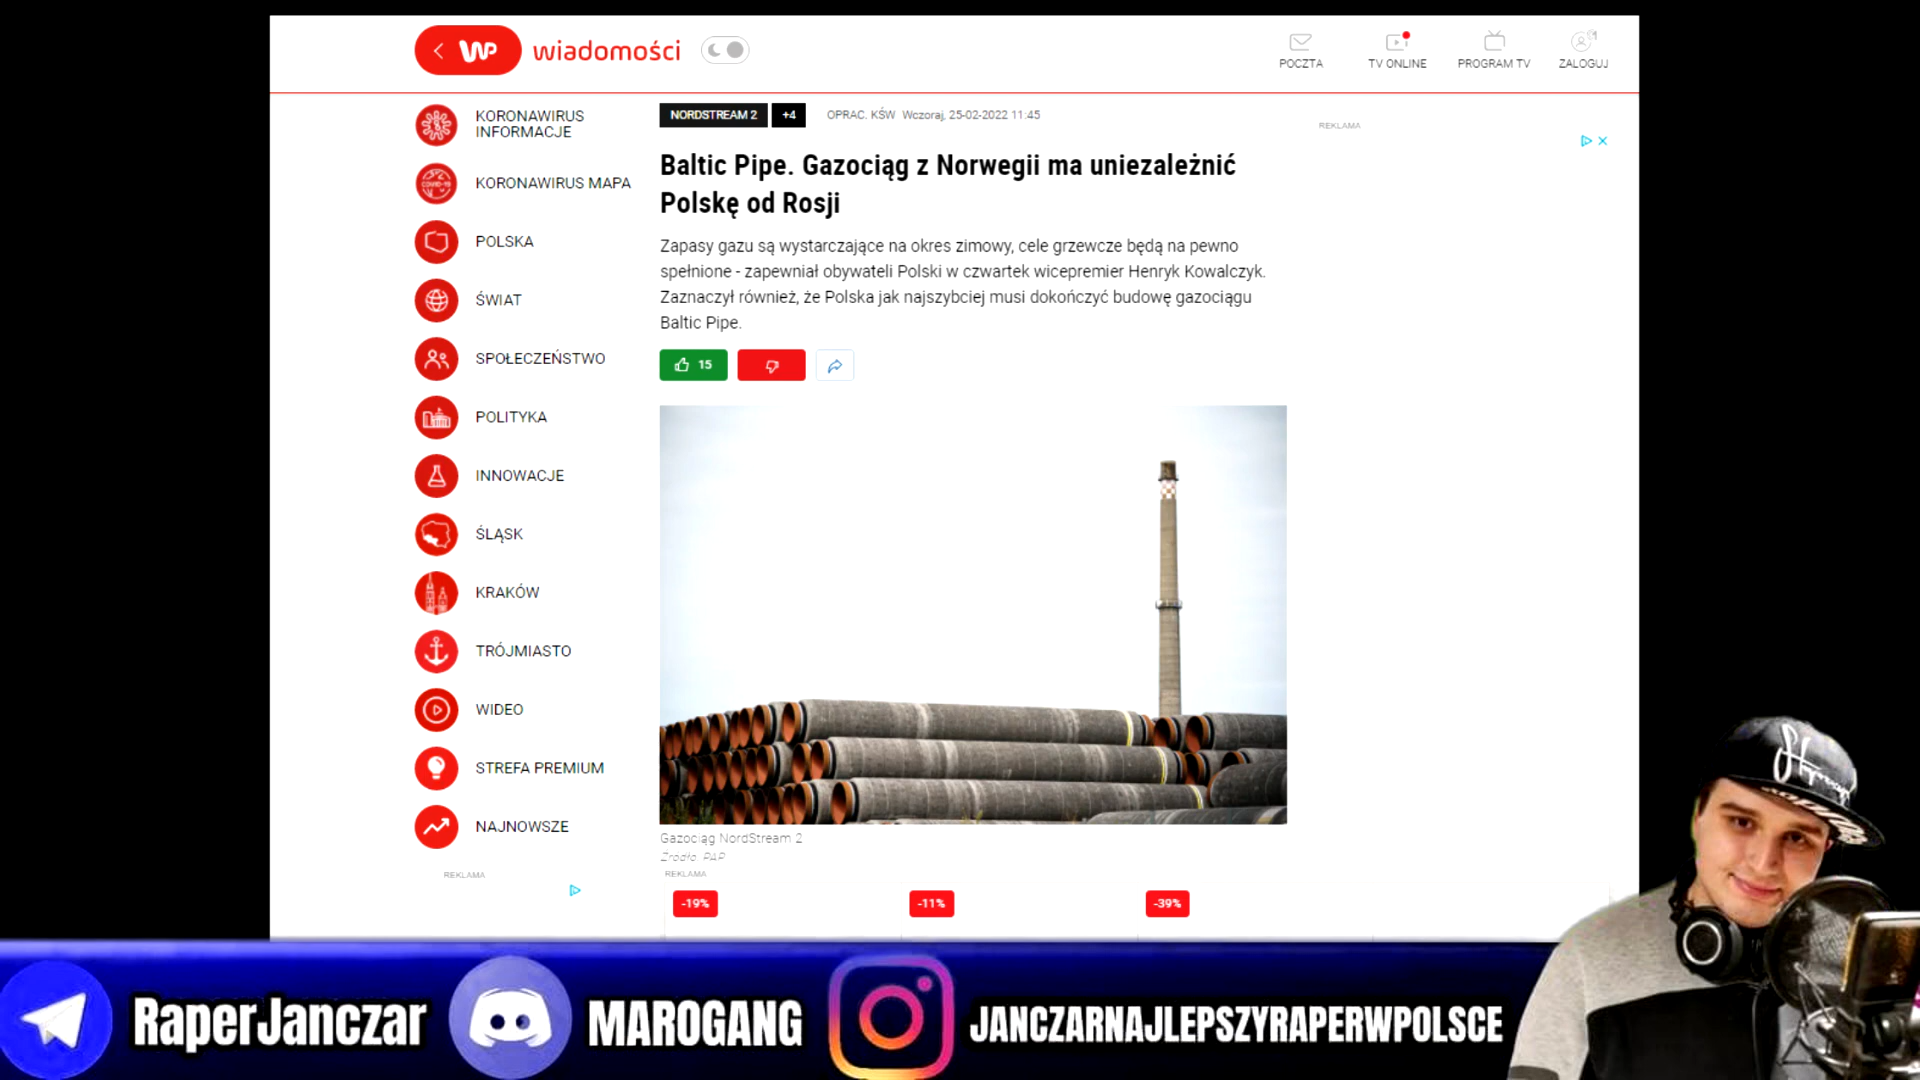 WP wiadomości
POCZTA
TV ONLINE
PROGRAM TV
ZALOGUJ
KORONAWIRUS
INFORMACJE
KORONAWIRUS MAPA
POLSKA
ŚWIAT
SPOŁECZEŃSTWO
POLITYKA
INNOWACJE
ŚLĄSK
KRAKÓW
TRÓJMIASTO
WIDEO
STREFA PREMIUM
NAJNOWSZE
REKLAMA
NORDSTREAM 2 +4 OPRAC. KŚW Wczoraj, 25-02-2022 11:45
REKLAMA
Baltic Pipe. Gazociąg z Norwegii ma uniezależnić
Polskę od Rosji
Zapasy gazu są wystarczające na okres zimowy, cele grzewcze będą na pewno
spełnione - zapewniał obywateli Polski w czwartek wicepremier Henryk Kowalczyk.
Zaznaczył również, że Polska jak najszybciej musi dokończyć budowę gazociągu
Baltic Pipe.
15
Gazociąg NordStream 2
Źródło: PAP
REKLAMA
-19%
-11%
-39%
RaperJanczar
MAROGANG
JANCZARNAJLEPSZYRAPERWPOLSCE